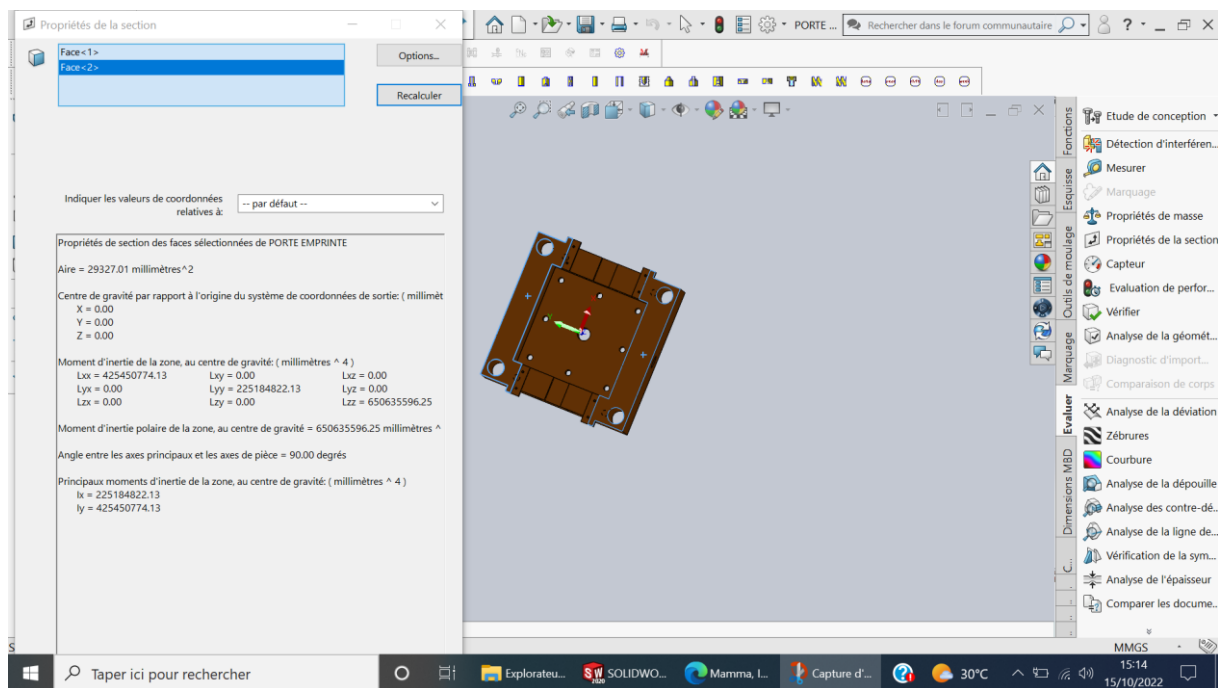 Propriétés de la section
PORTE ...
Rechercher dans le forum communautaire
?
Face<1>
Face<2>
Options...
Recalculer
Indiquer les valeurs de coordonnées
relatives à:
-- par défaut --
Propriétés de section des faces sélectionnées de PORTE EMPRINTE
Aire = 29327.01 millimètres^2
Centre de gravité par rapport à l'origine du système de coordonnées de sortie: ( millimèt
X = 0.00
Y = 0.00
Z = 0.00
Moment d'inertie de la zone, au centre de gravité: ( millimètres ^ 4 )
Lxx = 425450774.13 Lxy = 0.00 Lxz = 0.00
Lyx = 0.00 Lyy = 225184822.13 Lyz = 0.00
Lzx = 0.00 Lzy = 0.00 Lzz = 650635596.25
Moment d'inertie polaire de la zone, au centre de gravité = 650635596.25 millimètres ^
Angle entre les axes principaux et les axes de pièce = 90.00 degrés
Principaux moments d'inertie de la zone, au centre de gravité: ( millimètres ^ 4 )
Ix = 225184822.13
Iy = 425450774.13
Fonctions
Esquisse
Outils de moulage
Marquage
Evaluer
Dimensions MBD
C...
Etude de conception
Détection d'interféren...
Mesurer
Marquage
Propriétés de masse
Propriétés de la section
Capteur
Evaluation de perfor...
Vérifier
Analyse de la géomét...
Diagnostic d'import...
Comparaison de corps
Analyse de la déviation
Zébrures
Courbure
Analyse de la dépouille
Analyse des contre-dé...
Analyse de la ligne de...
Vérification de la sym...
Analyse de l'épaisseur
Comparer les docume...
MMGS
Taper ici pour rechercher
Explorateu...
SOLIDWO...
Mamma, I...
Capture d'...
30°C
15:14
15/10/2022